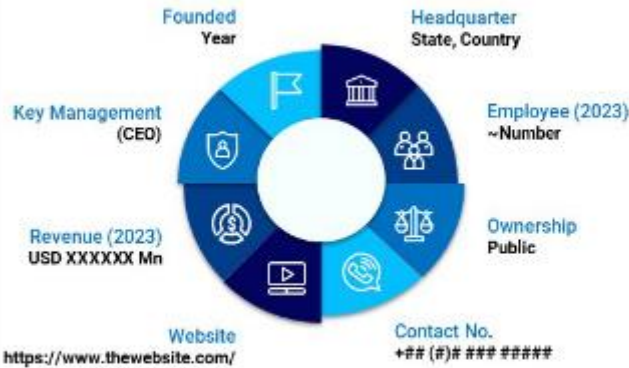 Founded
Year
Headquarter
State, Country
Key Management
(CEO)
Employee (2023)
~Number
Revenue (2023)
USD XXXXXX Mn
Ownership
Public
Website
https://www.thewebsite.com/
Contact No.
+## (#)# ### #####